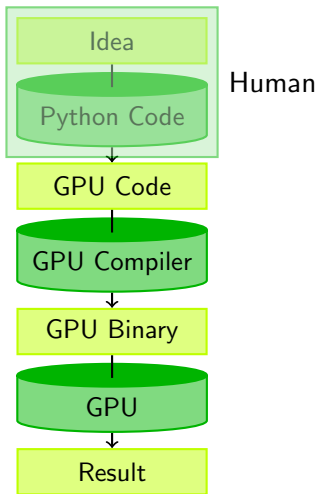 Idea
Human
Python Code
GPU Code
GPU Compiler
GPU Binary
GPU
Result